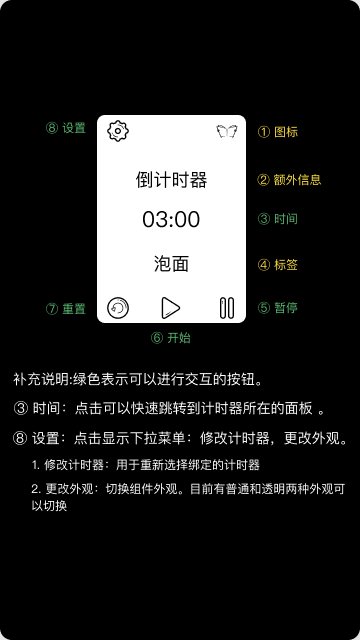 ⑧ 设置
① 图标
倒计时器
② 额外信息
03:00
③ 时间
泡面
④ 标签
⑦ 重置
⑤ 暂停
⑥ 开始
补充说明:绿色表示可以进行交互的按钮。
③ 时间：点击可以快速跳转到计时器所在的面板 。
⑧ 设置：点击显示下拉菜单：修改计时器，更改外观。
1. 修改计时器：用于重新选择绑定的计时器
2. 更改外观：切换组件外观。目前有普通和透明两种外观可
以切换